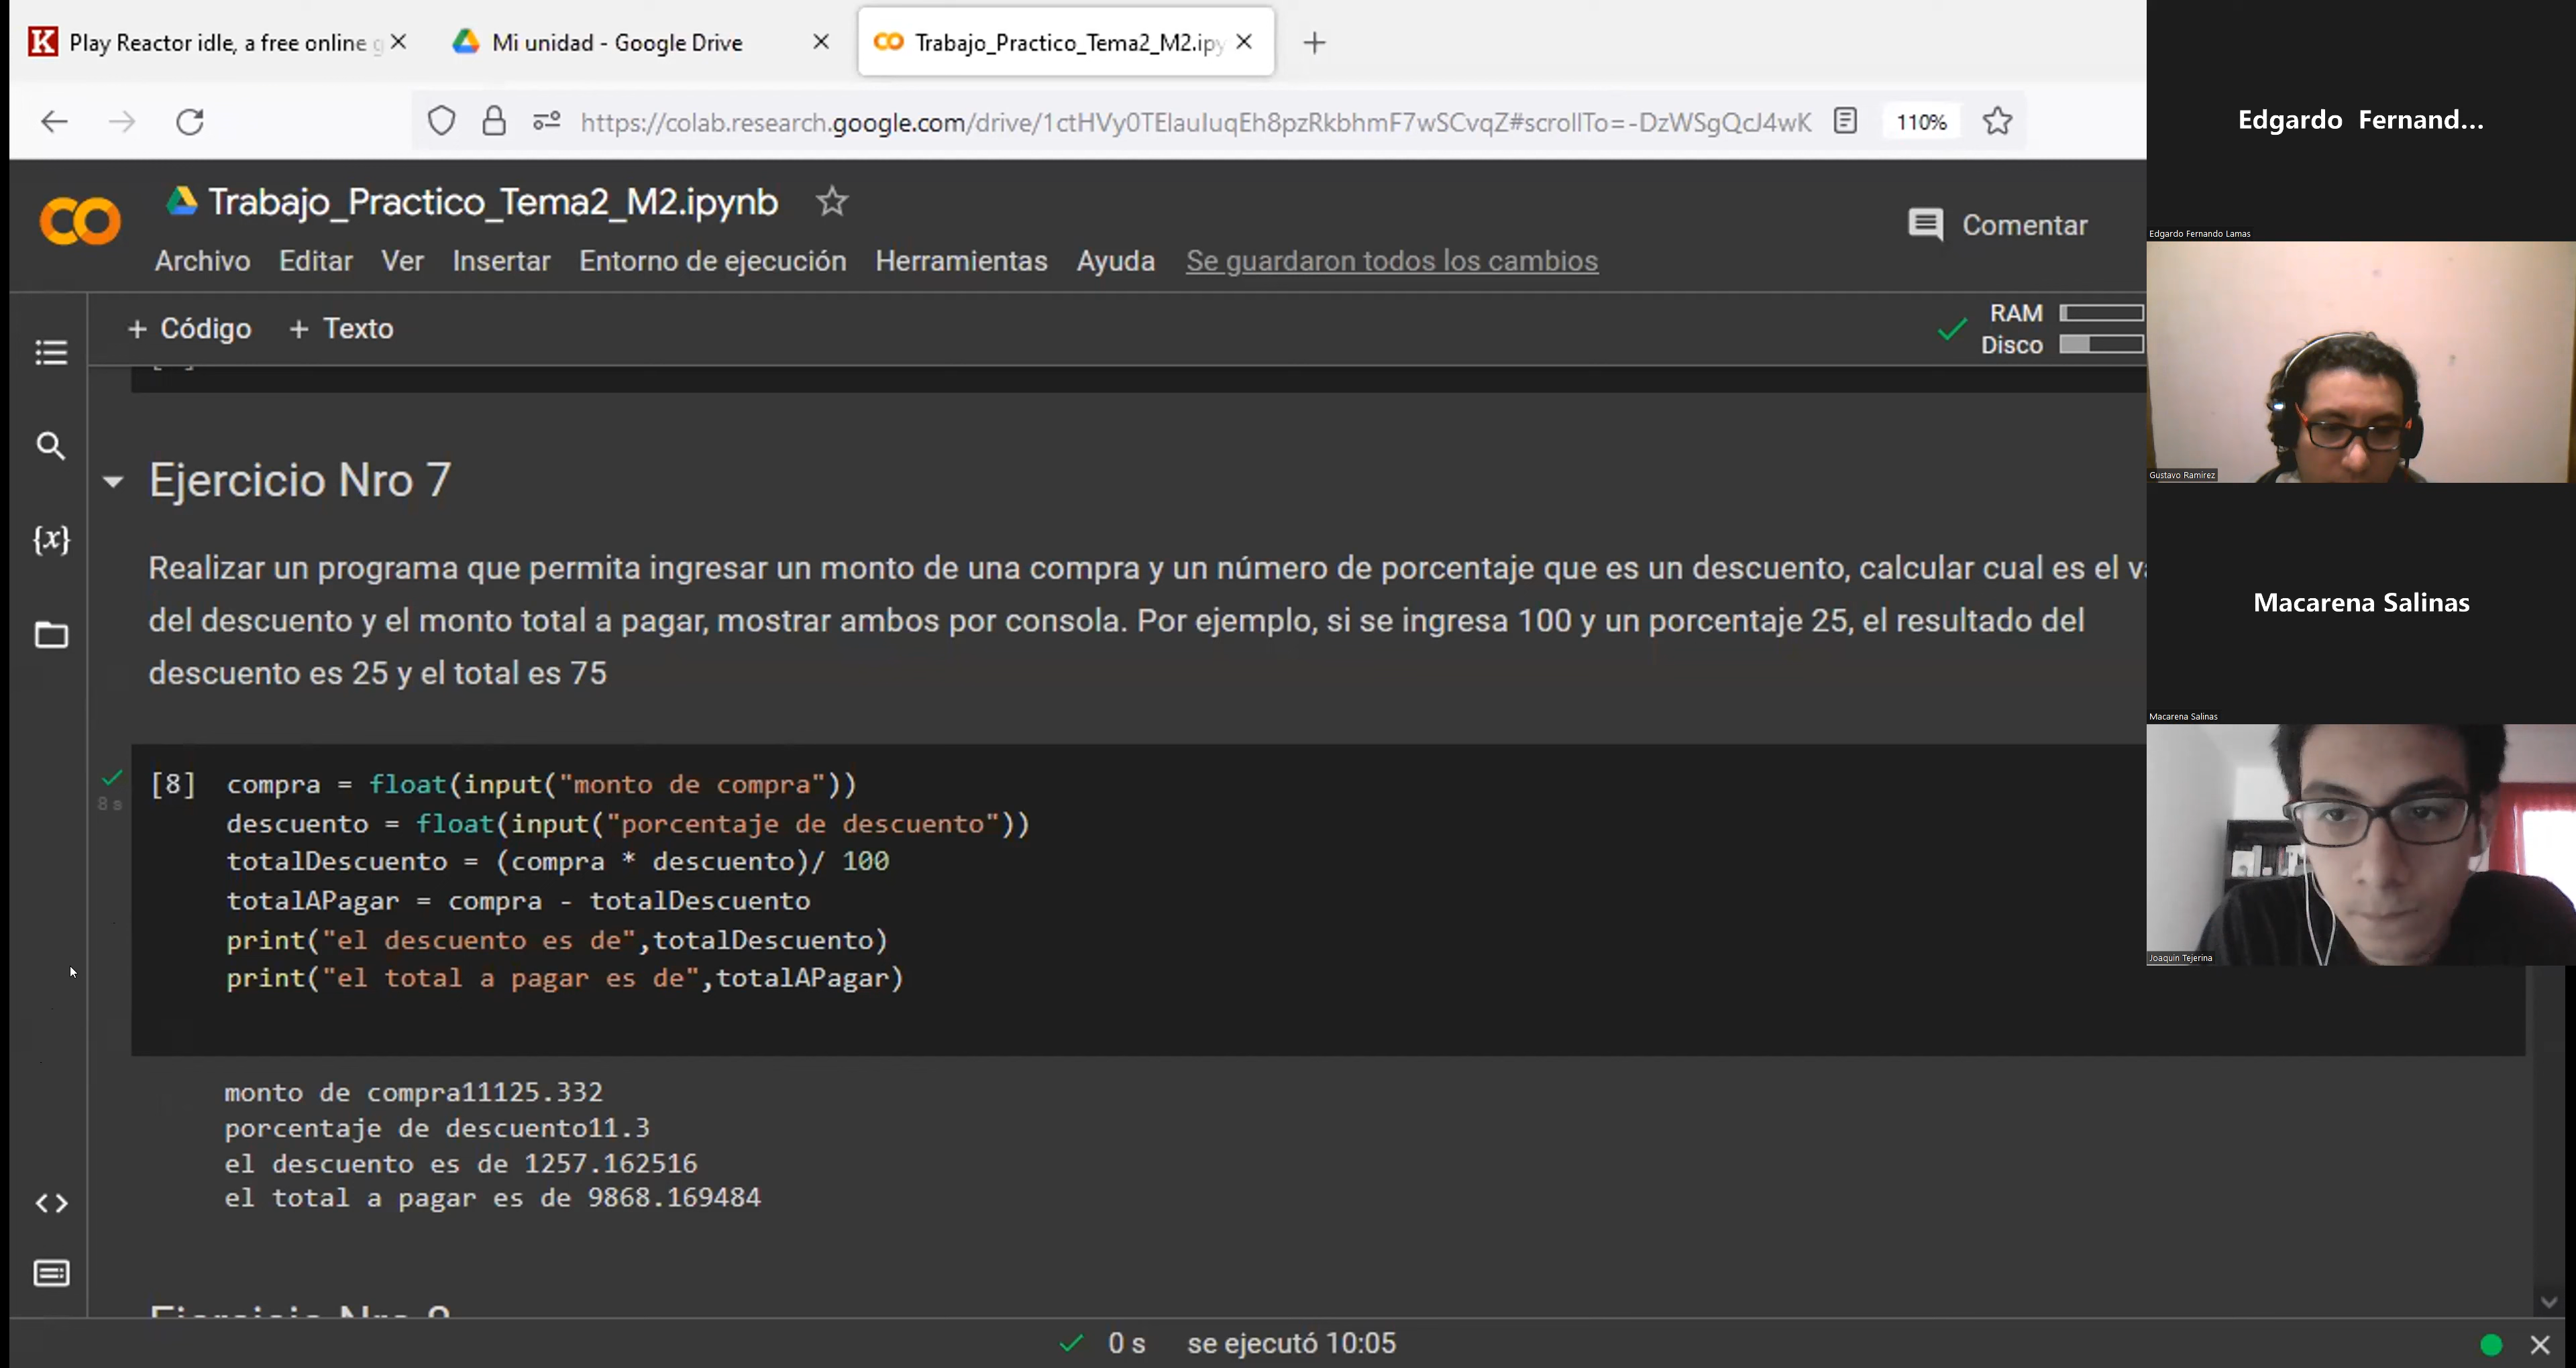 Play Reactor idle, a free online g
Mi unidad - Google Drive
Trabajo_Practico_Tema2_M2.ipy
https://colab.research.google.com/drive/1ctHVy0TElauIuqEh8pzRkbhmF7wSCvqZ#scrollTo=-DzWSgQcJ4wK
110%
Trabajo_Practico_Tema2_M2.ipynb
Comentar
Archivo Editar Ver Insertar Entorno de ejecución Herramientas Ayuda Se guardaron todos los cambios
+ Código + Texto
RAM
Disco
Ejercicio Nro 7
Realizar un programa que permita ingresar un monto de una compra y un número de porcentaje que es un descuento, calcular cual es el va
del descuento y el monto total a pagar, mostrar ambos por consola. Por ejemplo, si se ingresa 100 y un porcentaje 25, el resultado del
descuento es 25 y el total es 75
8 s
[8] compra = float(input("monto de compra"))
descuento = float(input("porcentaje de descuento"))
totalDescuento = (compra * descuento)/ 100
totalAPagar = compra - totalDescuento
print("el descuento es de",totalDescuento)
print("el total a pagar es de",totalAPagar)
monto de compra11125.332
porcentaje de descuento11.3
el descuento es de 1257.162516
el total a pagar es de 9868.169484
0 s se ejecutó 10:05
Edgardo Fernand...
Edgardo Fernando Lamas
Gustavo Ramirez
Macarena Salinas
Macarena Salinas
Joaquin Tejerina